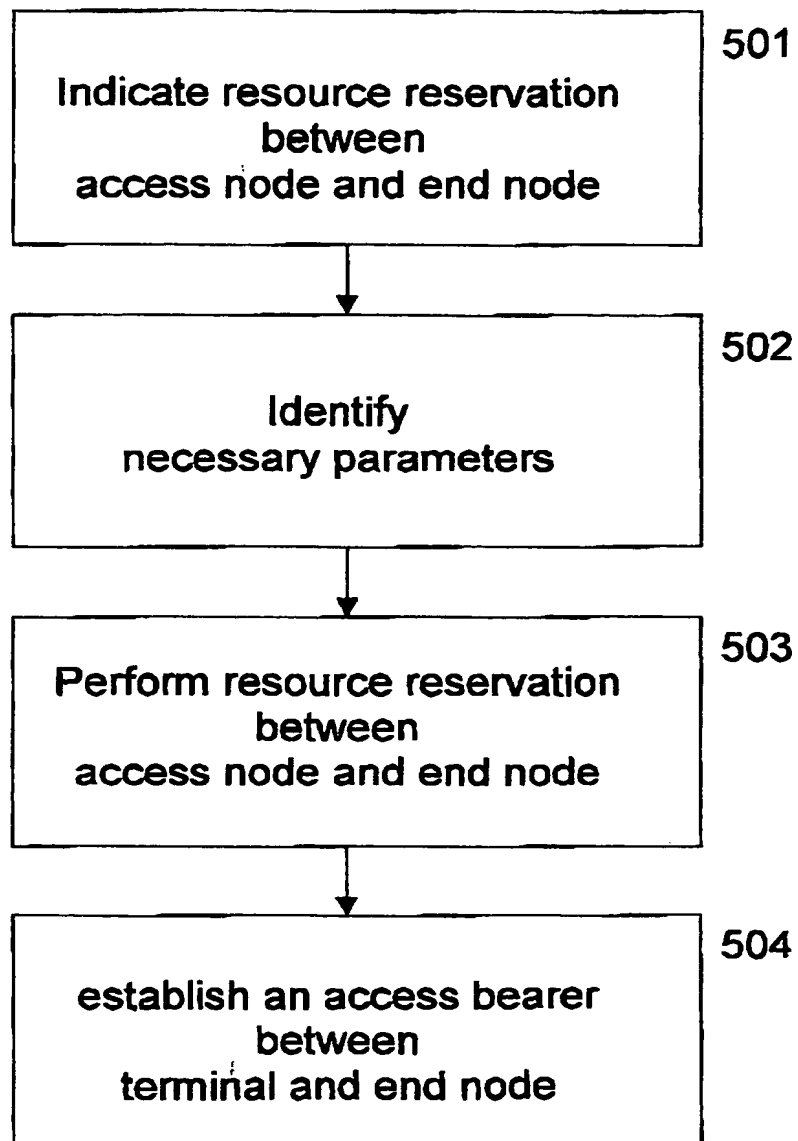 501
Indicate resource reservation
between
access node and end node
502
Identify
necessary parameters
503
Perform resource reservation
between
access node and end node
504
establish an access bearer
between
terminal and end node